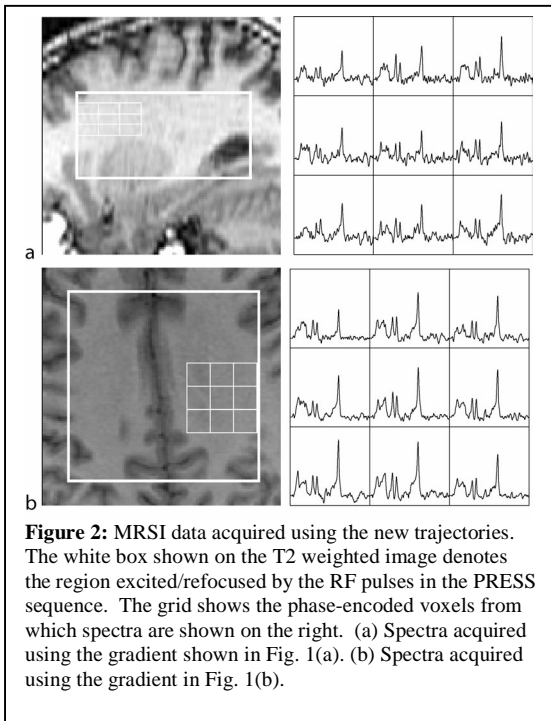 a
b
Figure 2: MRSI data acquired using the new trajectories.
The white box shown on the T2 weighted image denotes
the region excited/refocused by the RF pulses in the PRESS
sequence.  The grid shows the phase-encoded voxels from
which spectra are shown on the right.  (a) Spectra acquired
using the gradient shown in Fig. 1(a). (b) Spectra acquired
using the gradient in Fig. 1(b).